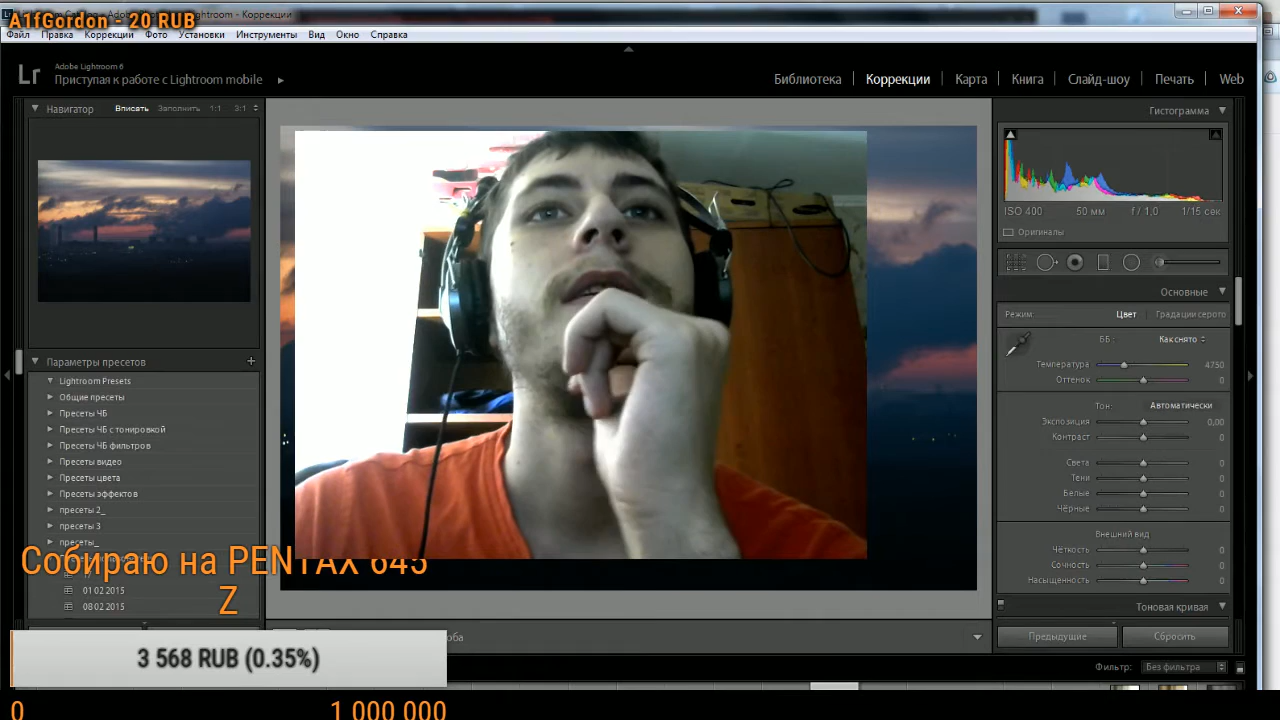 A1fGordon - 20 RUB
Lightroom - Коррекции
Файл Правка Коррекции Фото Установки Инструменты Вид Окно Справка
Lr
Adobe Lightroom 6
Приступая к работе с Lightroom mobile
Библиотека Коррекции Карта Книга Слайд-шоу Печать Web
Навигатор Вписать Заполнить 1:1 3:1
Гистограмма
ISO 400 50 мм f / 1,0 1/15 сек
Оригиналы
Основные
Режим: Цвет Градации серого
ББ: Как снято
Температура 4750
Оттенок 0
Тон: Автоматически
Экспозиция 0,00
Контраст 0
Света 0
Тени 0
Белые 0
Чёрные 0
Внешний вид
Чёткость 0
Сочность 0
Насыщенность 0
Тоновая кривая
Предыдущие Сбросить
Фильтр: Без фильтра
Параметры пресетов
Lightroom Presets
Общие пресеты
Пресеты ЧБ
Пресеты ЧБ с тонировкой
Пресеты ЧБ фильтров
Пресеты видео
Пресеты цвета
Пресеты эффектов
пресеты 2_
пресеты 3
пресеты_
Собираю на PENTAX 645
Z
01 02 2015
08 02 2015
3 568 RUB (0.35%)
0 1 000 000